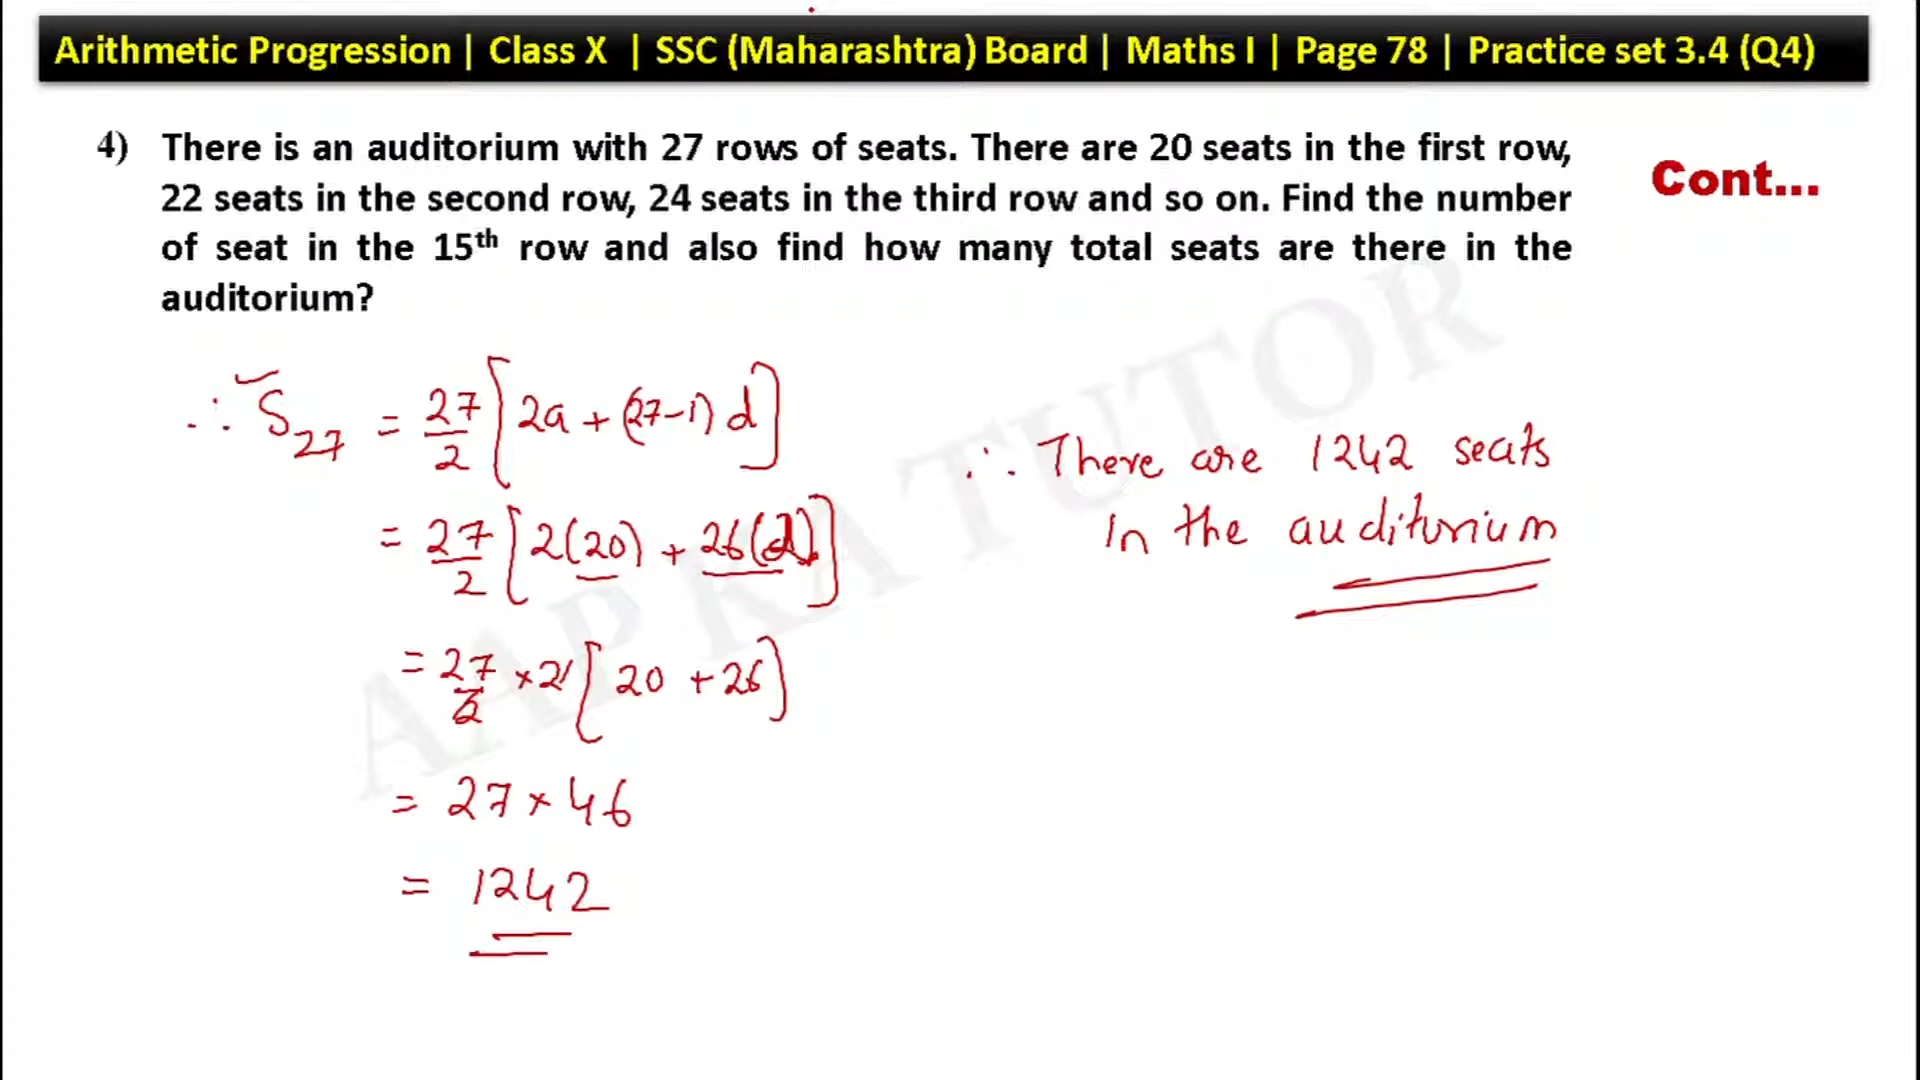 Arithmetic Progression | Class X | SSC (Maharashtra) Board | Maths I | Page 78 | Practice set 3.4 (Q4)
4) There is an auditorium with 27 rows of seats. There are 20 seats in the first row,
Cont...
22 seats in the second row, 24 seats in the third row and so on. Find the number
of seat in the 15th row and also find how many total seats are there in the
auditorium?
∴ S₂₇ = 27/2 [2a + (27-1) d]
= 27/2 [2(20) + 26(2)]
= 27/2 × 2 [20 + 26]
= 27 × 46
= 1242
∴ There are 1242 seats
in the auditorium
AAPKA TUTOR